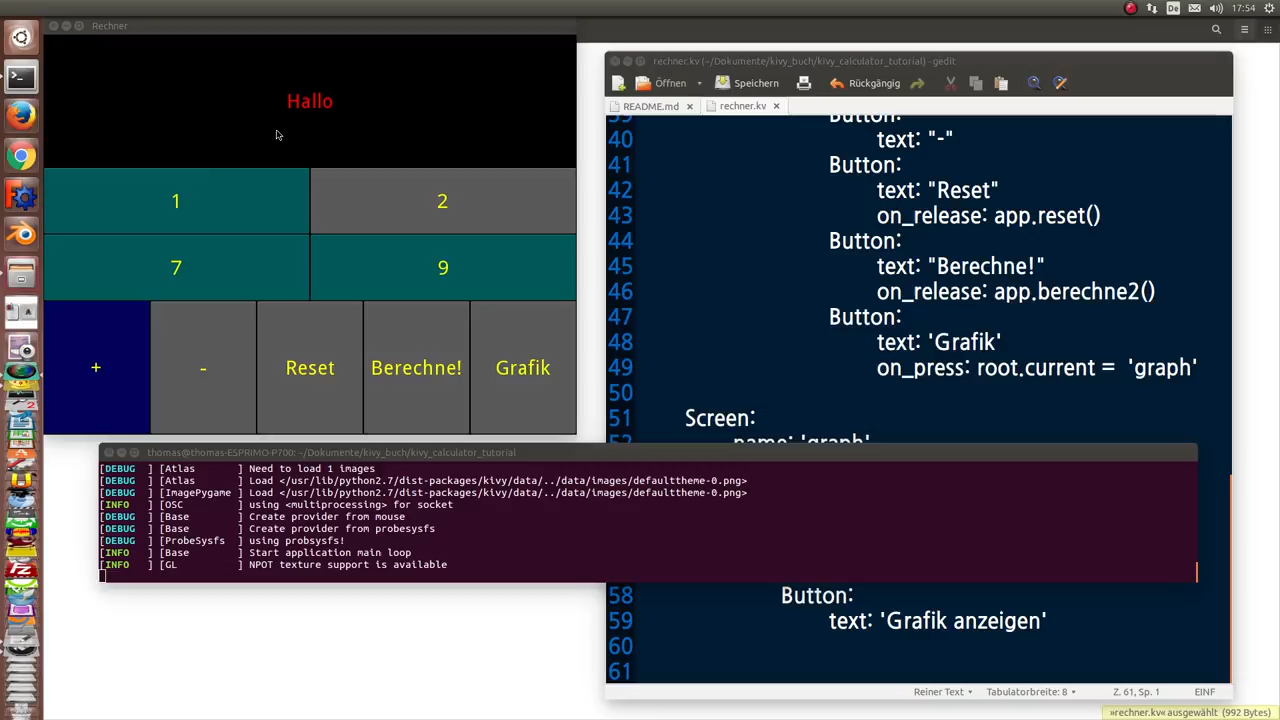 De
17:54
Rechner
Hallo
1
2
7
9
+
-
Reset
Berechne!
Grafik
rechner.kv (~/Dokumente/kivy_buch/kivy_calculator_tutorial) - gedit
Öffnen
Speichern
Rückgängig
README.md
rechner.kv
39 Button:
40 text: "-"
41 Button:
42 text: "Reset"
43 on_release: app.reset()
44 Button:
45 text: "Berechne!"
46 on_release: app.berechne2()
47 Button:
48 text: 'Grafik'
49 on_press: root.current = 'graph'
50
51 Screen:
52 name: 'graph'
thomas@thomas-ESPRIMO-P700: ~/Dokumente/kivy_buch/kivy_calculator_tutorial
[DEBUG ] [Atlas ] Need to load 1 images
[DEBUG ] [Atlas ] Load </usr/lib/python2.7/dist-packages/kivy/data/../data/images/defaulttheme-0.png>
[DEBUG ] [ImagePygame ] Load </usr/lib/python2.7/dist-packages/kivy/data/../data/images/defaulttheme-0.png>
[INFO ] [OSC ] using <multiprocessing> for socket
[DEBUG ] [Base ] Create provider from mouse
[DEBUG ] [Base ] Create provider from probesysfs
[DEBUG ] [ProbeSysfs ] using probsysfs!
[INFO ] [Base ] Start application main loop
[INFO ] [GL ] NPOT texture support is available
58 Button:
59 text: 'Grafik anzeigen'
60
61
Reiner Text
Tabulatorbreite: 8
Z. 61, Sp. 1
EINF
»rechner.kv« ausgewählt (992 Bytes)